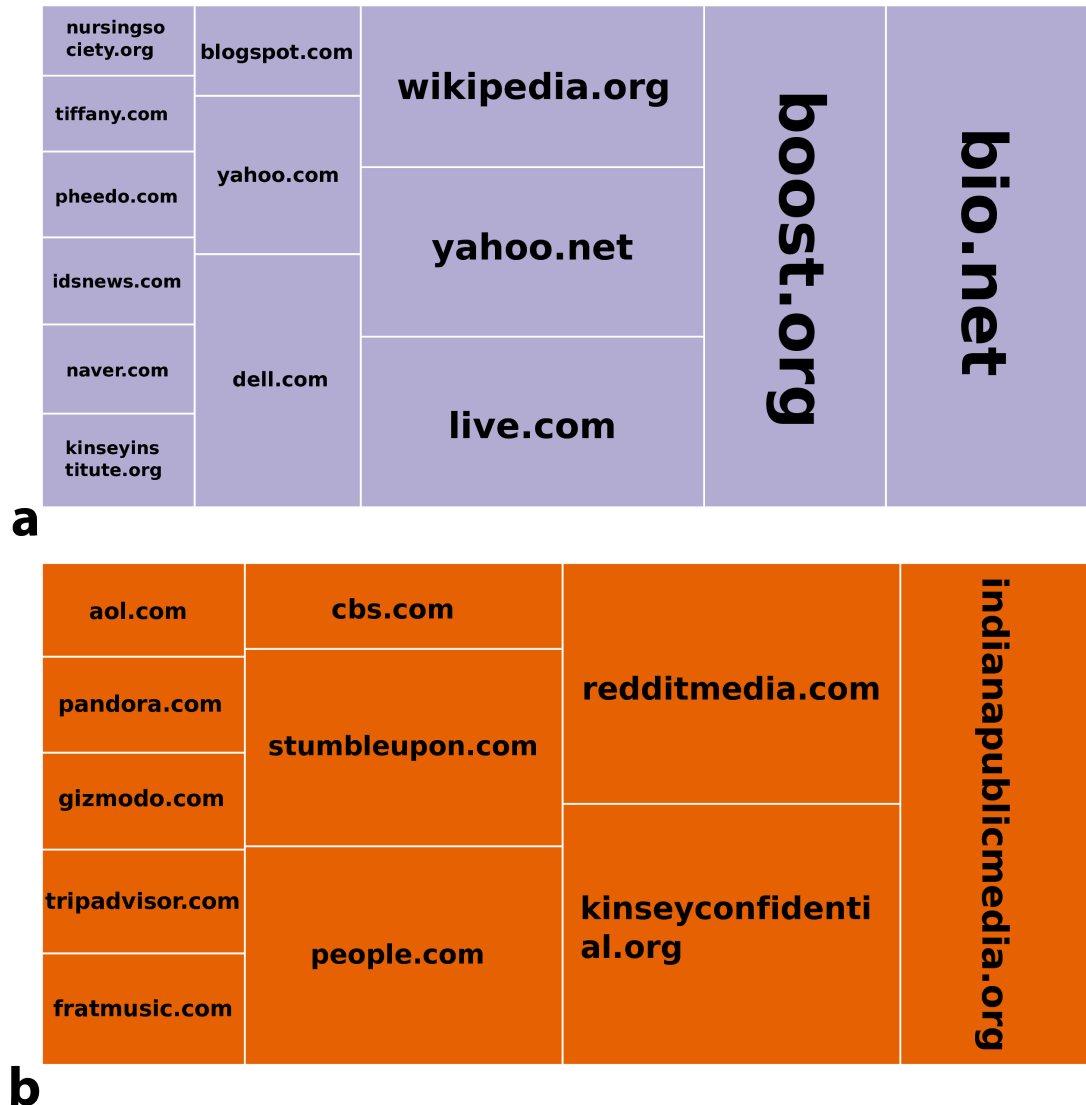 nursingso
ciety.org
tiffany.com
pheedo.com
idsnews.com
naver.com
kinseyins
titute.org
blogspot.com
yahoo.com
dell.com
wikipedia.org
yahoo.net
live.com
boost.org
bio.net
a
aol.com
pandora.com
gizmodo.com
tripadvisor.com
fratmusic.com
cbs.com
stumbleupon.com
people.com
redditmedia.com
kinseyconfidenti
al.org
indianapublicmedia.org
b